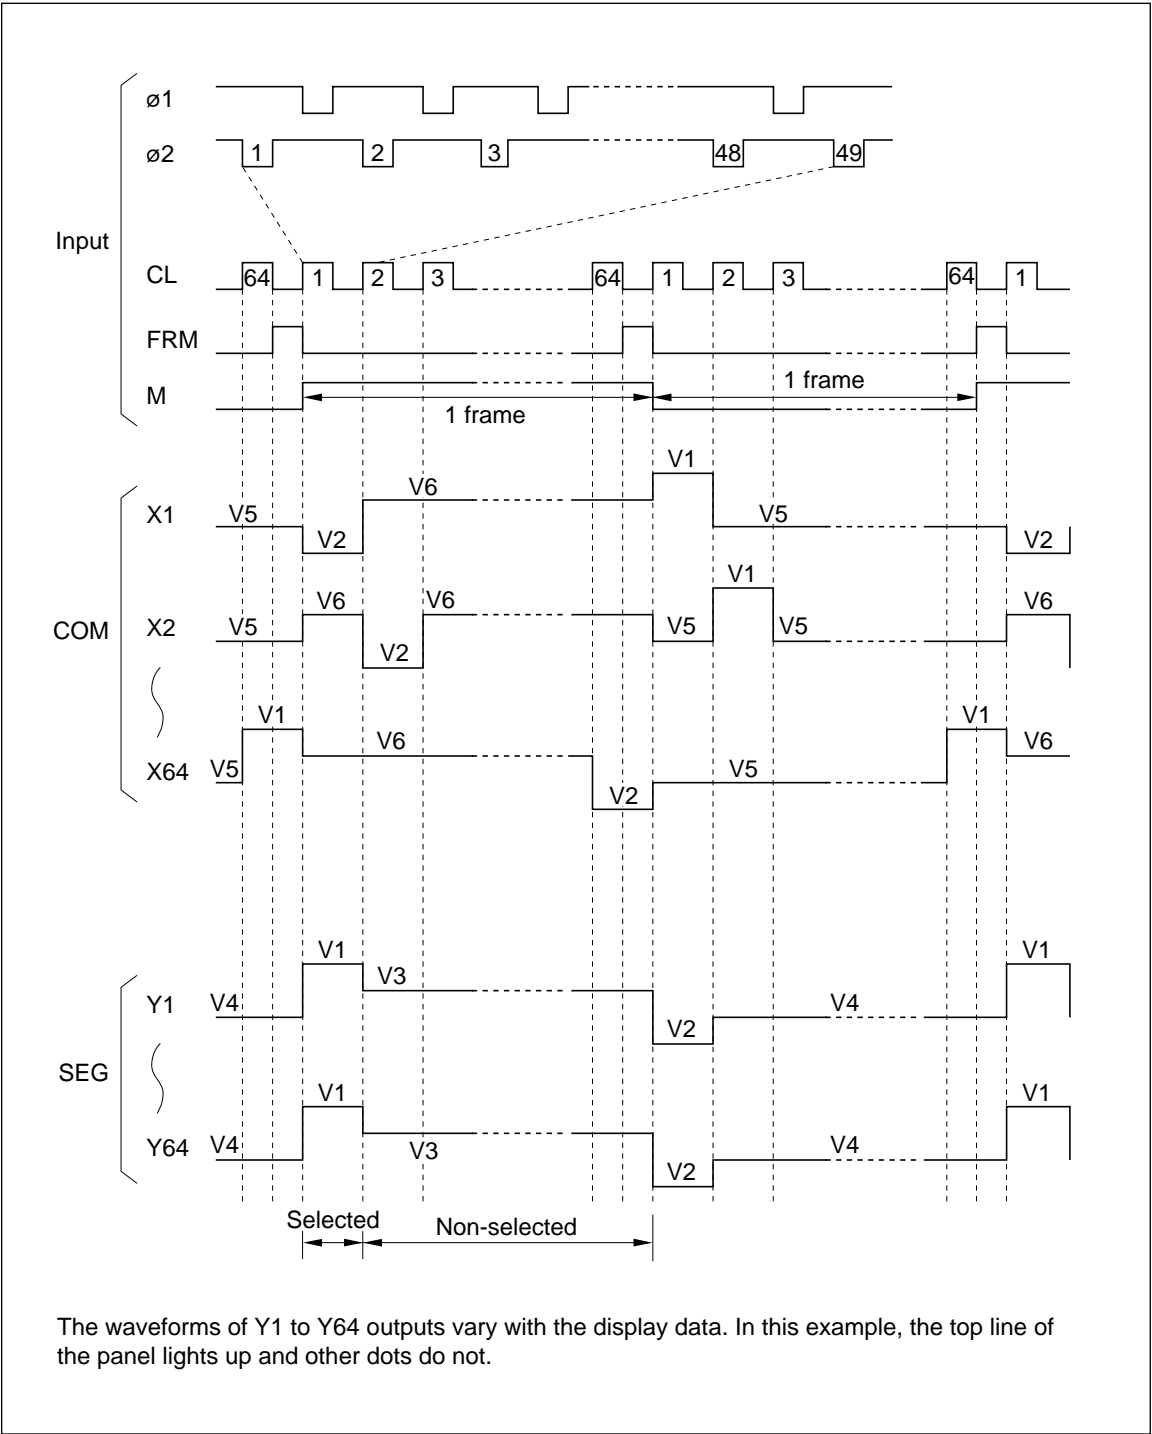 ø1
ø2 1 2 3 48 49
Input
CL 64 1 2 3 64 1 2 3 64 1
FRM
M 1 frame 1 frame
V1
V6
X1 V5 V2 V5 V2
V1
V6 V6 V6
COM X2 V5 V5 V5
V2
V1 V1
V6 V6
X64 V5 V5
V2
V1 V1
V3
Y1 V4 V4
V2
SEG
V1 V1
Y64 V4 V3 V4
V2
Selected
Non-selected
The waveforms of Y1 to Y64 outputs vary with the display data. In this example, the top line of
the panel lights up and other dots do not.